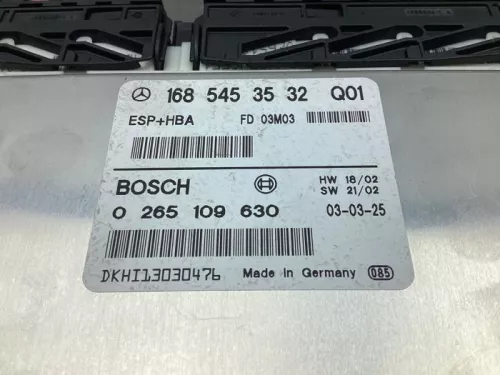 168 545 35 32 Q01
ESP+HBA FD 03M03
BOSCH HW 18/02
SW 21/02
0 265 109 630 03-03-25
DKHI13030476 Made in Germany 085